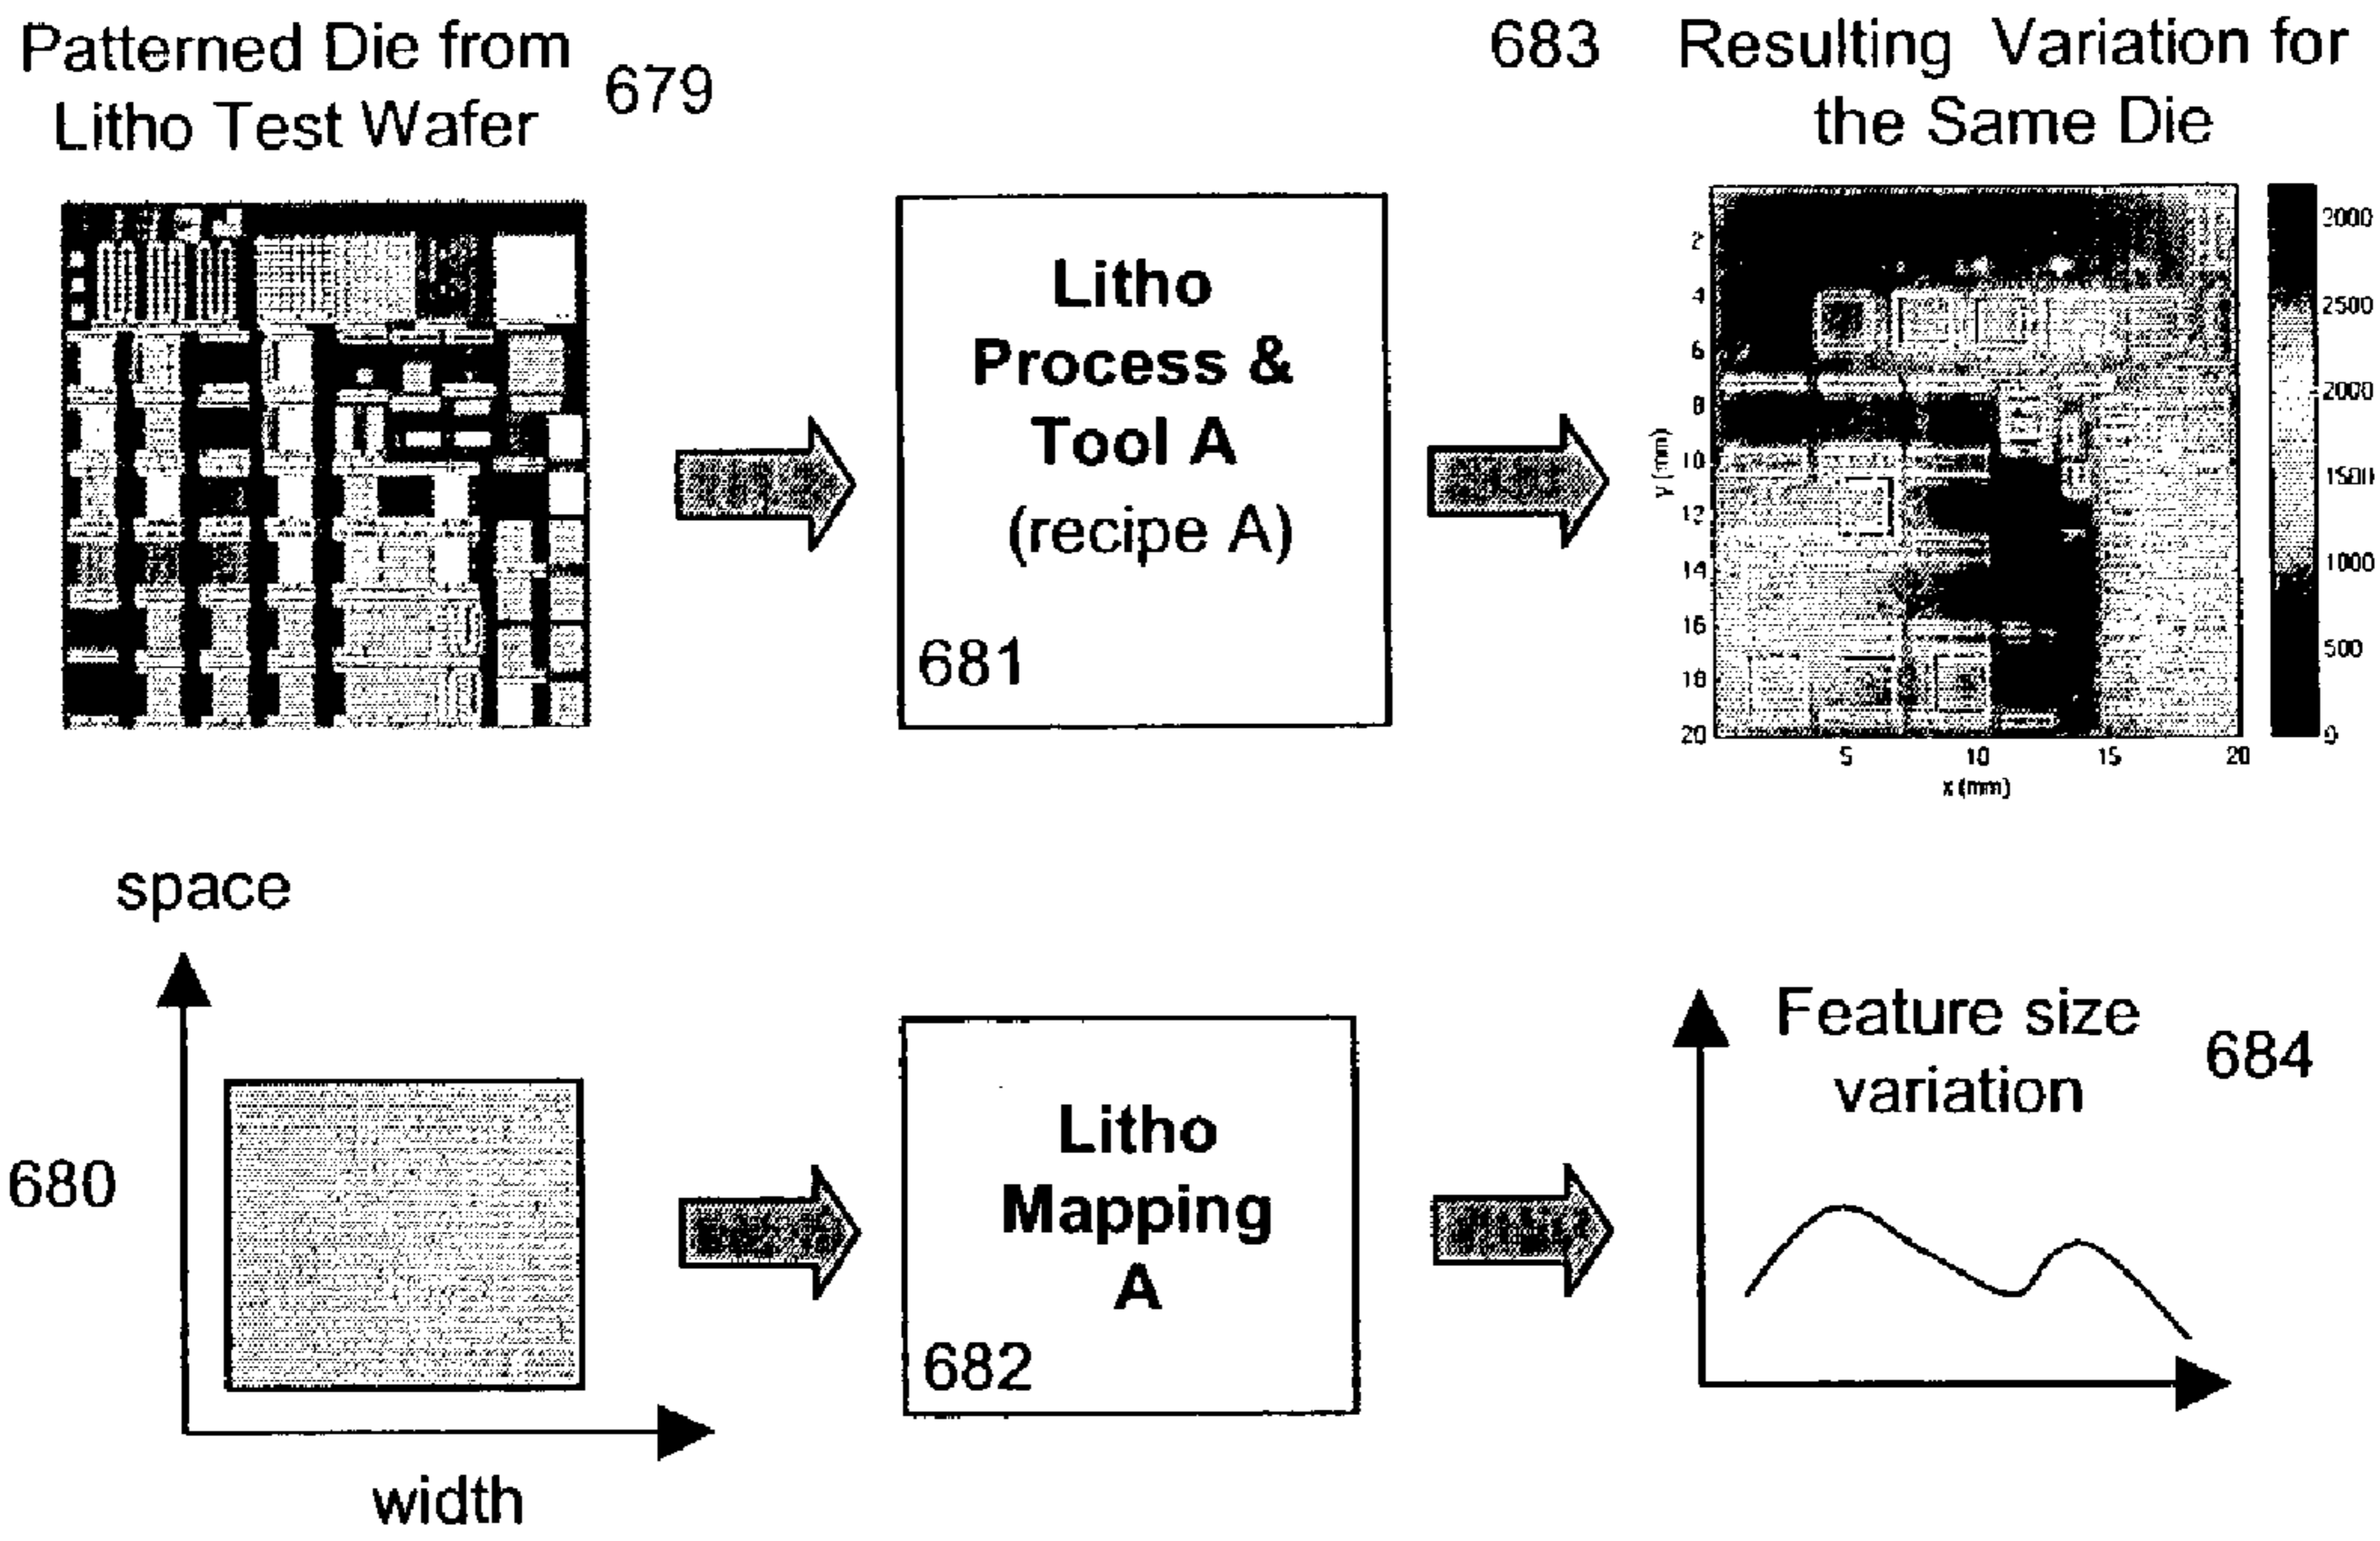 Patterned Die from
Litho Test Wafer
679
683
Resulting Variation for
the Same Die
Litho
Process &
Tool A
(recipe A)
681
2
4
6
8
10
12
14
16
18
20
y (mm)
5
10
15
20
x (mm)
3000
2500
2000
1500
1000
500
0
space
680
width
Litho
Mapping
A
682
Feature size
variation
684